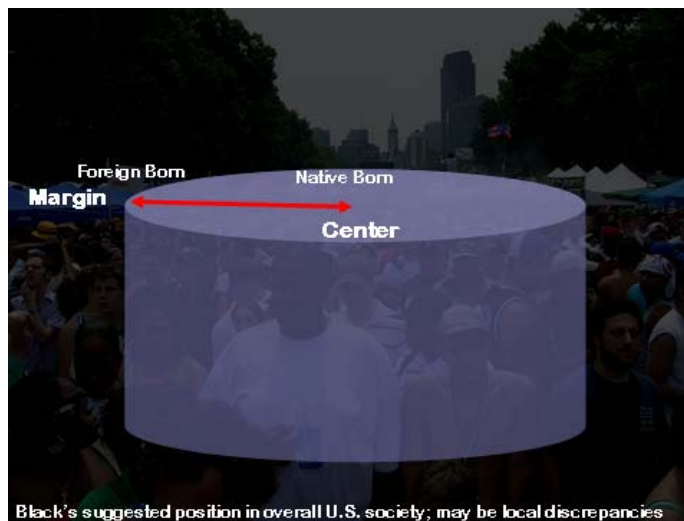 Foreign Born
Native Born
Margin
Center
Black's suggested position in overall U.S. society; may be local discrepancies